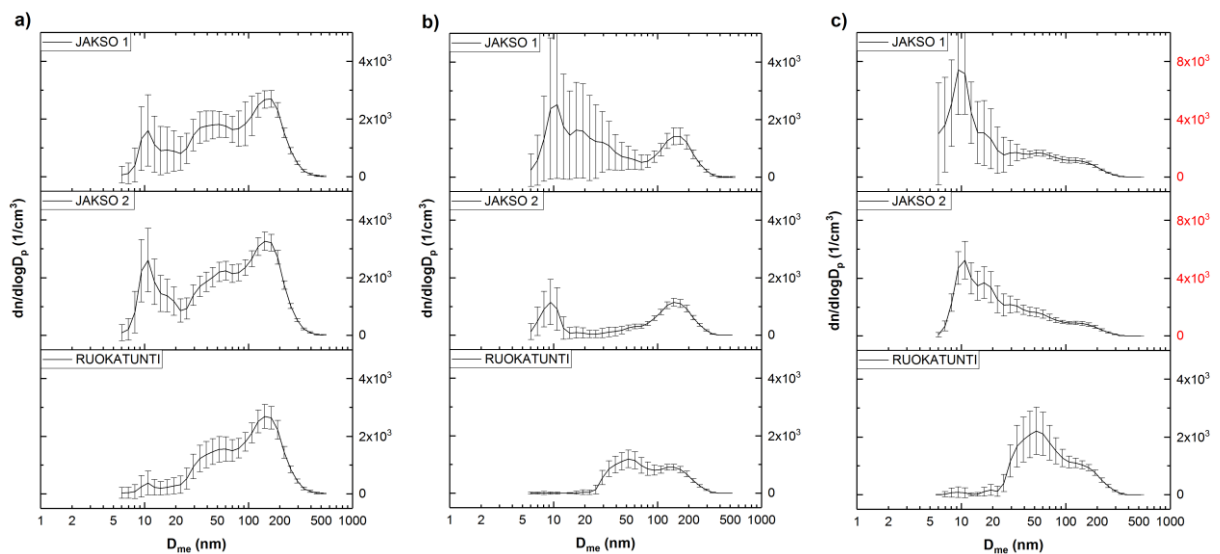 a)
JAKSO 1
4x10³
2x10³
0
JAKSO 2
4x10³
2x10³
0
RUOKATUNTI
4x10³
2x10³
0
dn/dlogDp (1/cm³)
1 2 5 10 20 50 100 200 500 1000
Dme (nm)
b)
JAKSO 1
4x10³
2x10³
0
JAKSO 2
4x10³
2x10³
0
RUOKATUNTI
4x10³
2x10³
0
dn/dlogDp (1/cm³)
1 2 5 10 20 50 100 200 500 1000
Dme (nm)
c)
JAKSO 1
8x10³
4x10³
0
JAKSO 2
8x10³
4x10³
0
RUOKATUNTI
4x10³
2x10³
0
dn/dlogDp (1/cm³)
1 2 5 10 20 50 100 200 500 1000
Dme (nm)